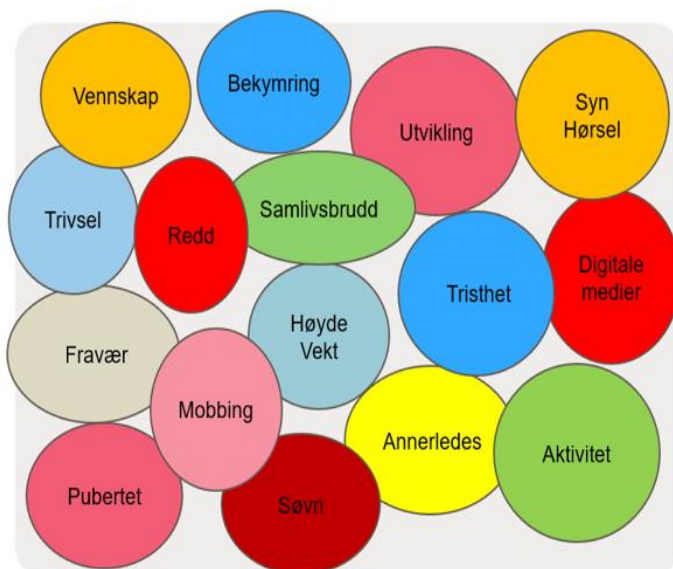 Vennskap
Bekymring
Utvikling
Syn
Hørsel
Trivsel
Redd
Samlivsbrudd
Tristhet
Digitale
medier
Fravær
Høyde
Vekt
Mobbing
Annerledes
Aktivitet
Pubertet
Søvn